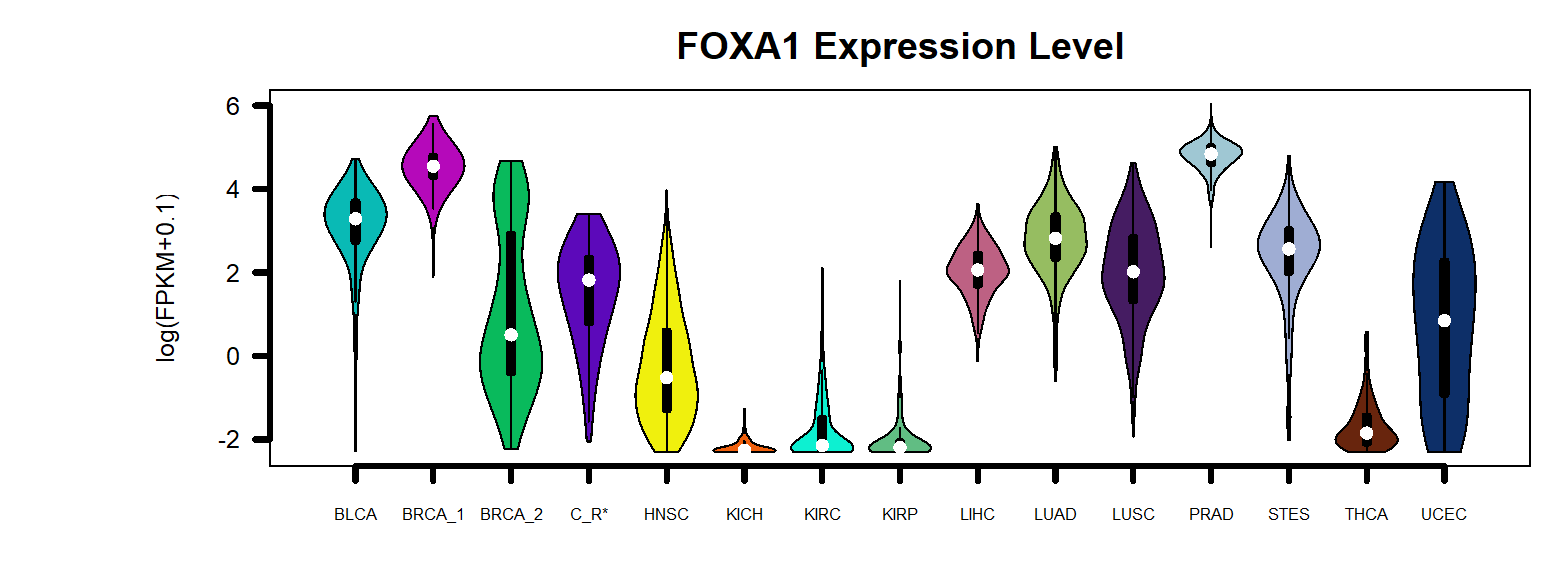 FOXA1 Expression Level
log(FPKM+0.1)
6
4
2
0
-2
BLCA BRCA_1 BRCA_2 C_R* HNSC KICH KIRC KIRP LIHC LUAD LUSC PRAD STES THCA UCEC